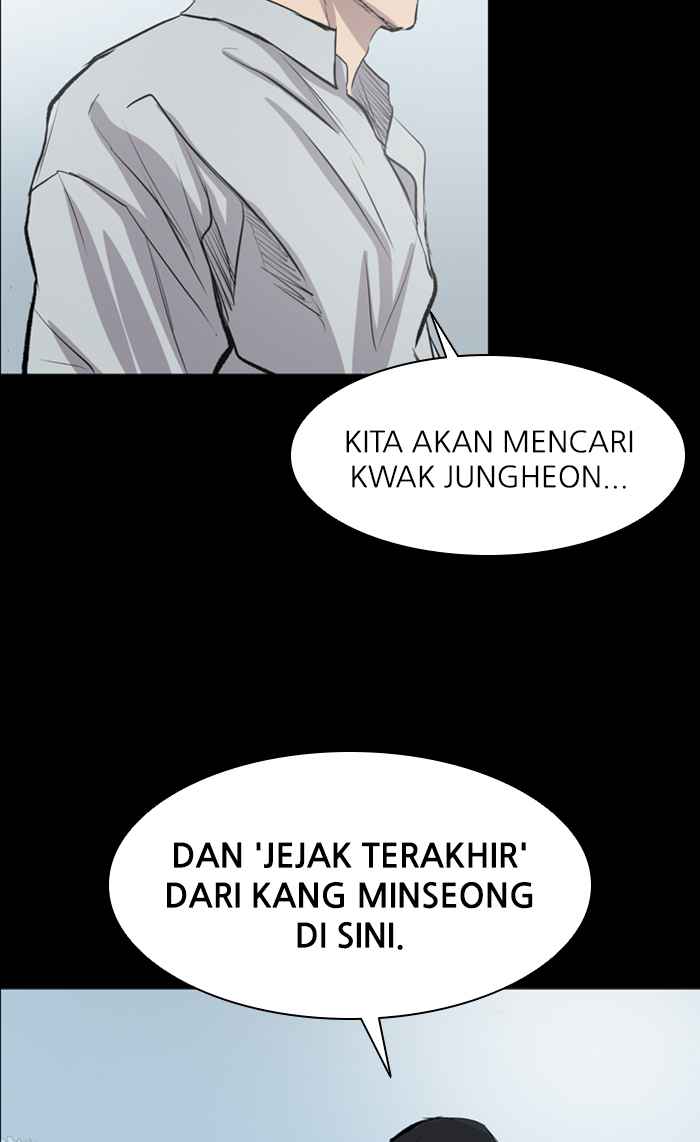 KITA AKAN MENCARI
KWAK JUNGHEON...
DAN 'JEJAK TERAKHIR'
DARI KANG MINSEONG
DI SINI.